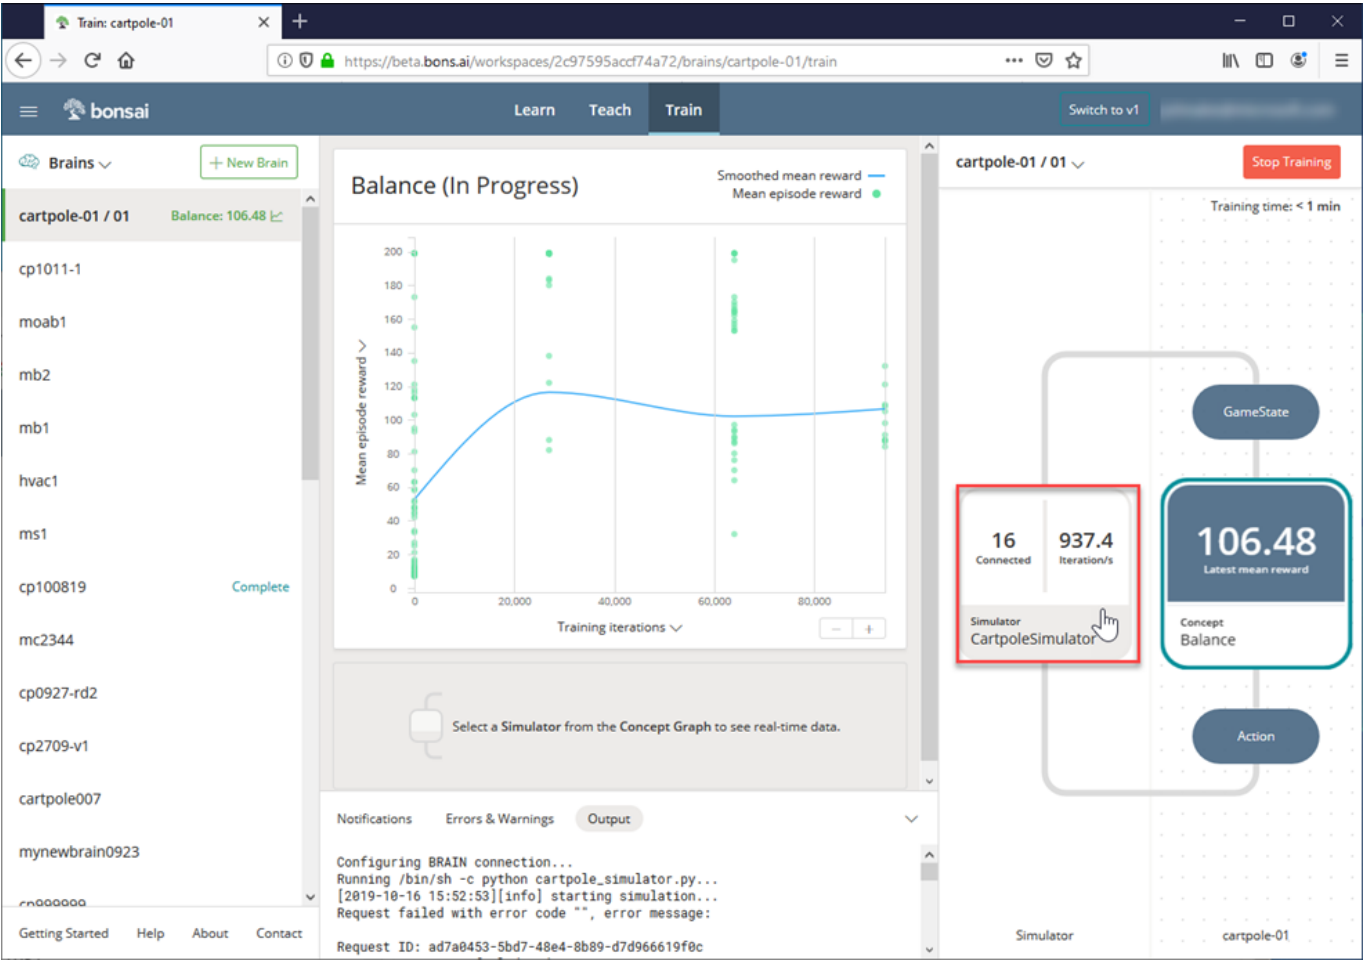 Train: cartpole-01
https://beta.bons.ai/workspaces/2c97595accf74a72/brains/cartpole-01/train
bonsai
Learn Teach Train
Switch to v1
Brains
+ New Brain
cartpole-01 / 01 Balance: 106.48
cp1011-1
moab1
mb2
mb1
hvac1
ms1
cp100819 Complete
mc2344
cp0927-rd2
cp2709-v1
cartpole007
mynewbrain0923
cp999999
Getting Started Help About Contact
Balance (In Progress)
Smoothed mean reward
Mean episode reward
Mean episode reward
200
180
160
140
120
100
80
60
40
20
0
0 20,000 40,000 60,000 80,000
Training iterations
− +
Select a Simulator from the Concept Graph to see real-time data.
Notifications Errors & Warnings Output
Configuring BRAIN connection...
Running /bin/sh -c python cartpole_simulator.py...
[2019-10-16 15:52:53][info] starting simulation...
Request failed with error code "", error message:
Request ID: ad7a0453-5bd7-48e4-8b89-d7d966619f0c
cartpole-01 / 01
Stop Training
Training time: < 1 min
GameState
16 937.4
Connected Iteration/s
Simulator
CartpoleSimulator
106.48
Latest mean reward
Concept
Balance
Action
Simulator cartpole-01